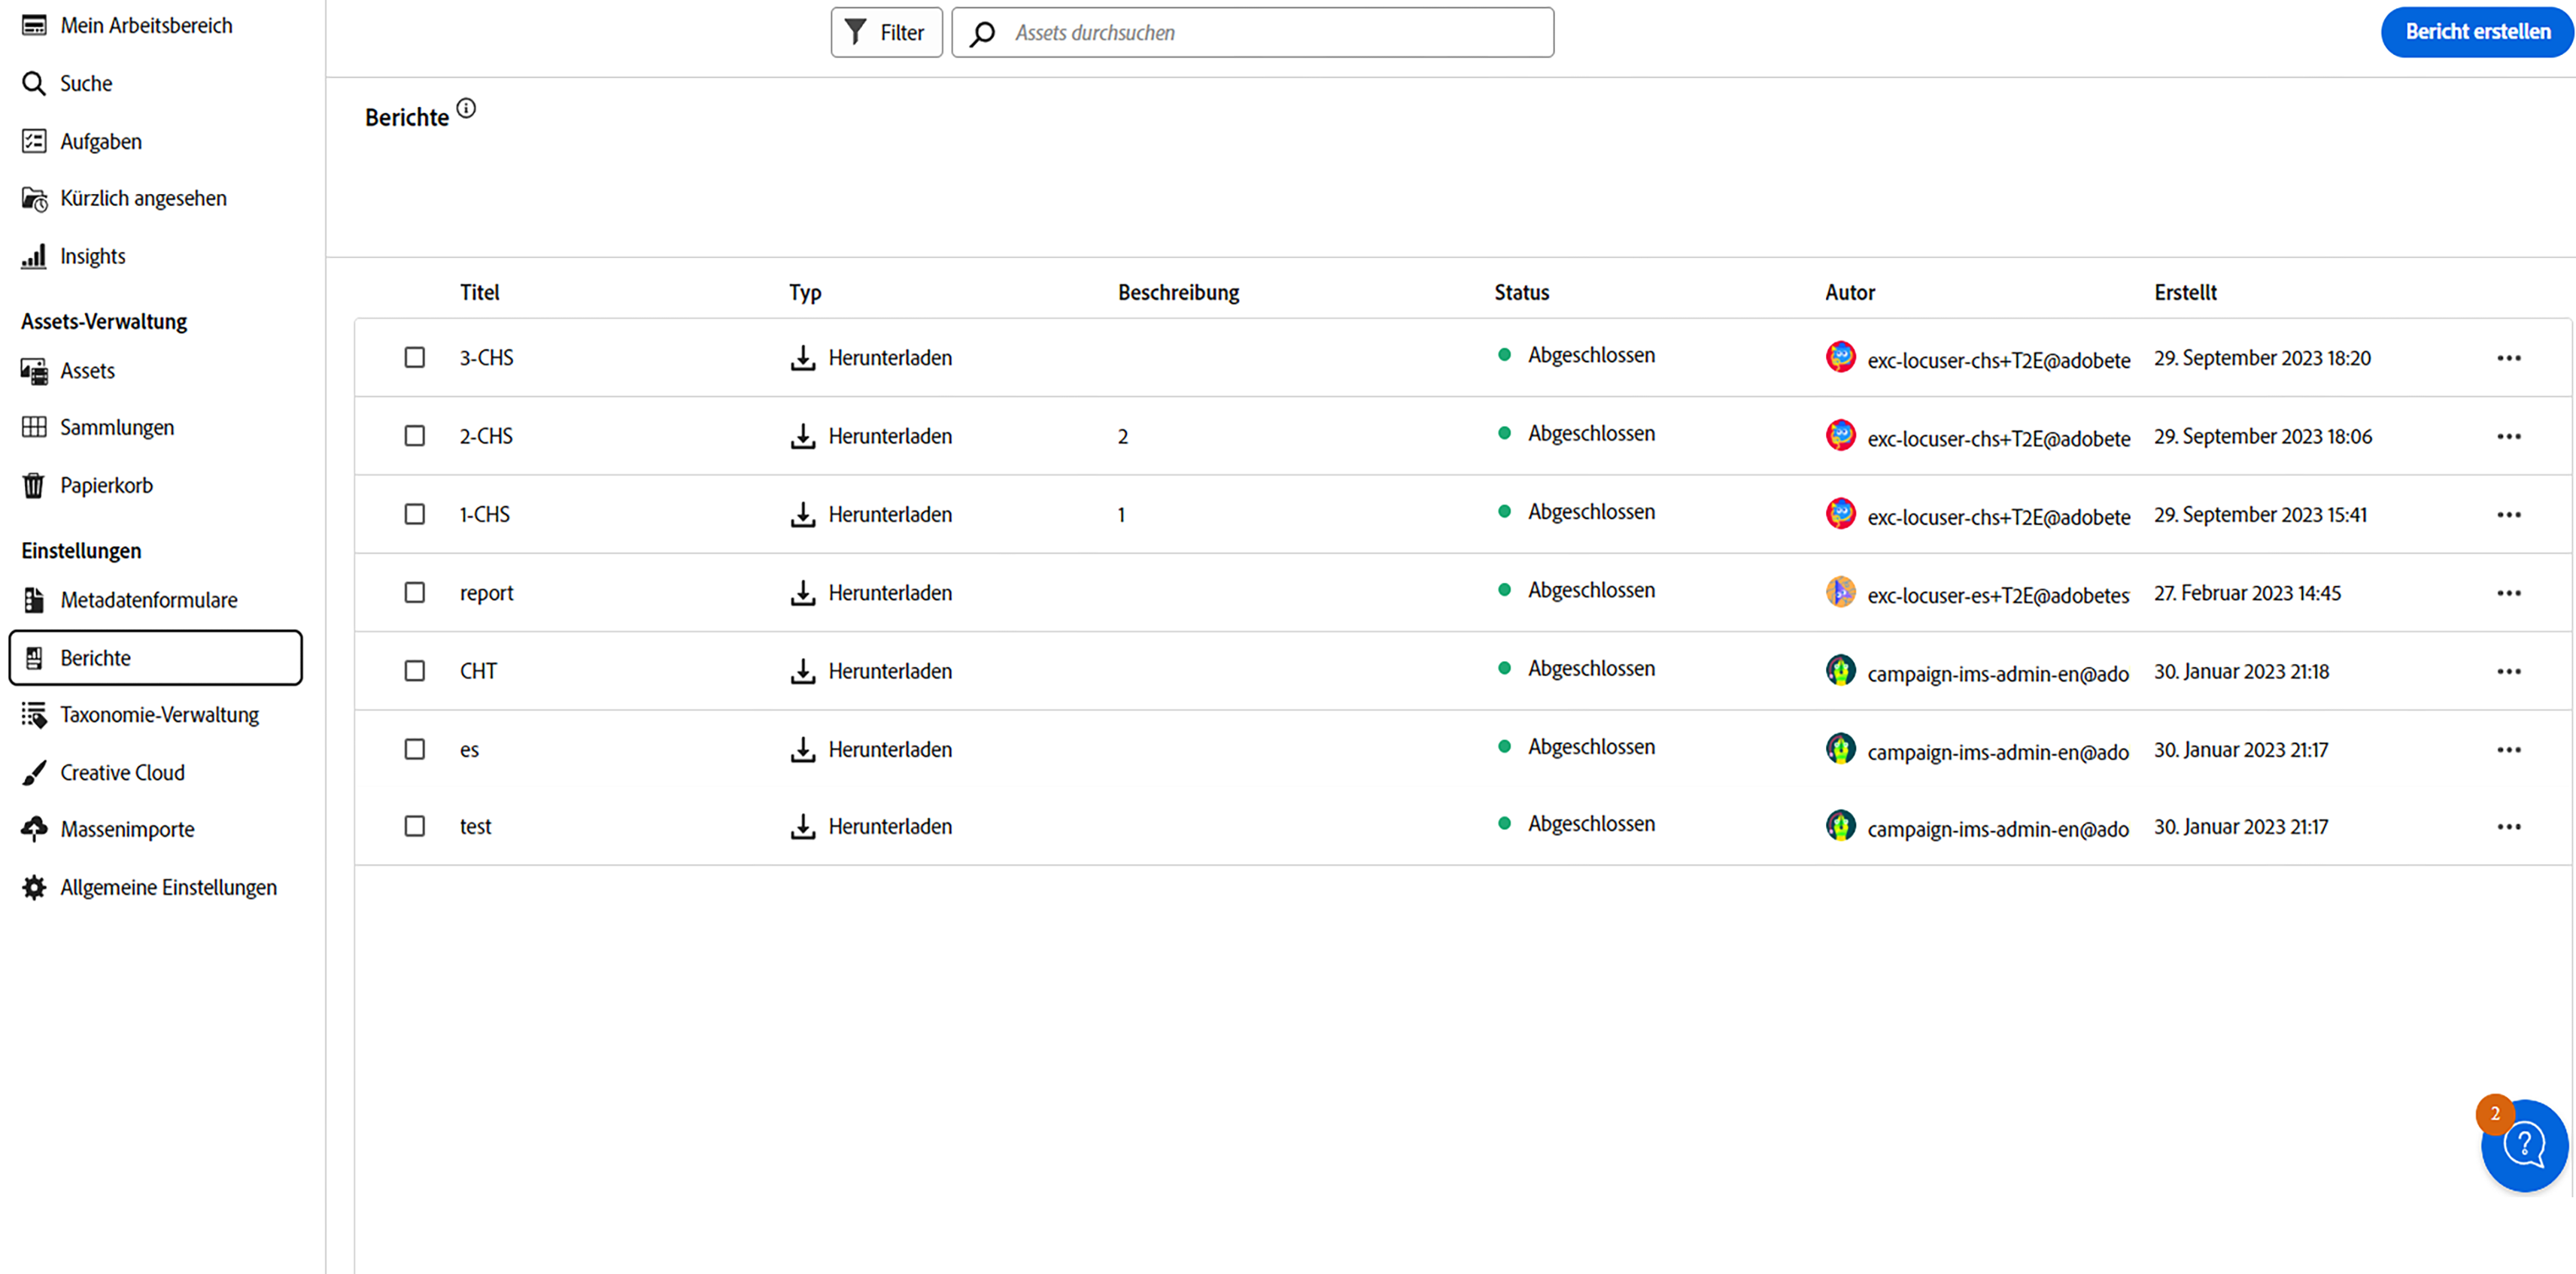 Mein Arbeitsbereich
Suche
Aufgaben
Kürzlich angesehen
Insights
Assets-Verwaltung
Assets
Sammlungen
Papierkorb
Einstellungen
Metadatenformulare
Berichte
Taxonomie-Verwaltung
Creative Cloud
Massenimporte
Allgemeine Einstellungen
Filter
Assets durchsuchen
Bericht erstellen
Berichte
Titel Typ Beschreibung Status Autor Erstellt
3-CHS Herunterladen Abgeschlossen exc-locuser-chs+T2E@adobete 29. September 2023 18:20
2-CHS Herunterladen 2 Abgeschlossen exc-locuser-chs+T2E@adobete 29. September 2023 18:06
1-CHS Herunterladen 1 Abgeschlossen exc-locuser-chs+T2E@adobete 29. September 2023 15:41
report Herunterladen Abgeschlossen exc-locuser-es+T2E@adobetes 27. Februar 2023 14:45
CHT Herunterladen Abgeschlossen campaign-ims-admin-en@ado 30. Januar 2023 21:18
es Herunterladen Abgeschlossen campaign-ims-admin-en@ado 30. Januar 2023 21:17
test Herunterladen Abgeschlossen campaign-ims-admin-en@ado 30. Januar 2023 21:17
2